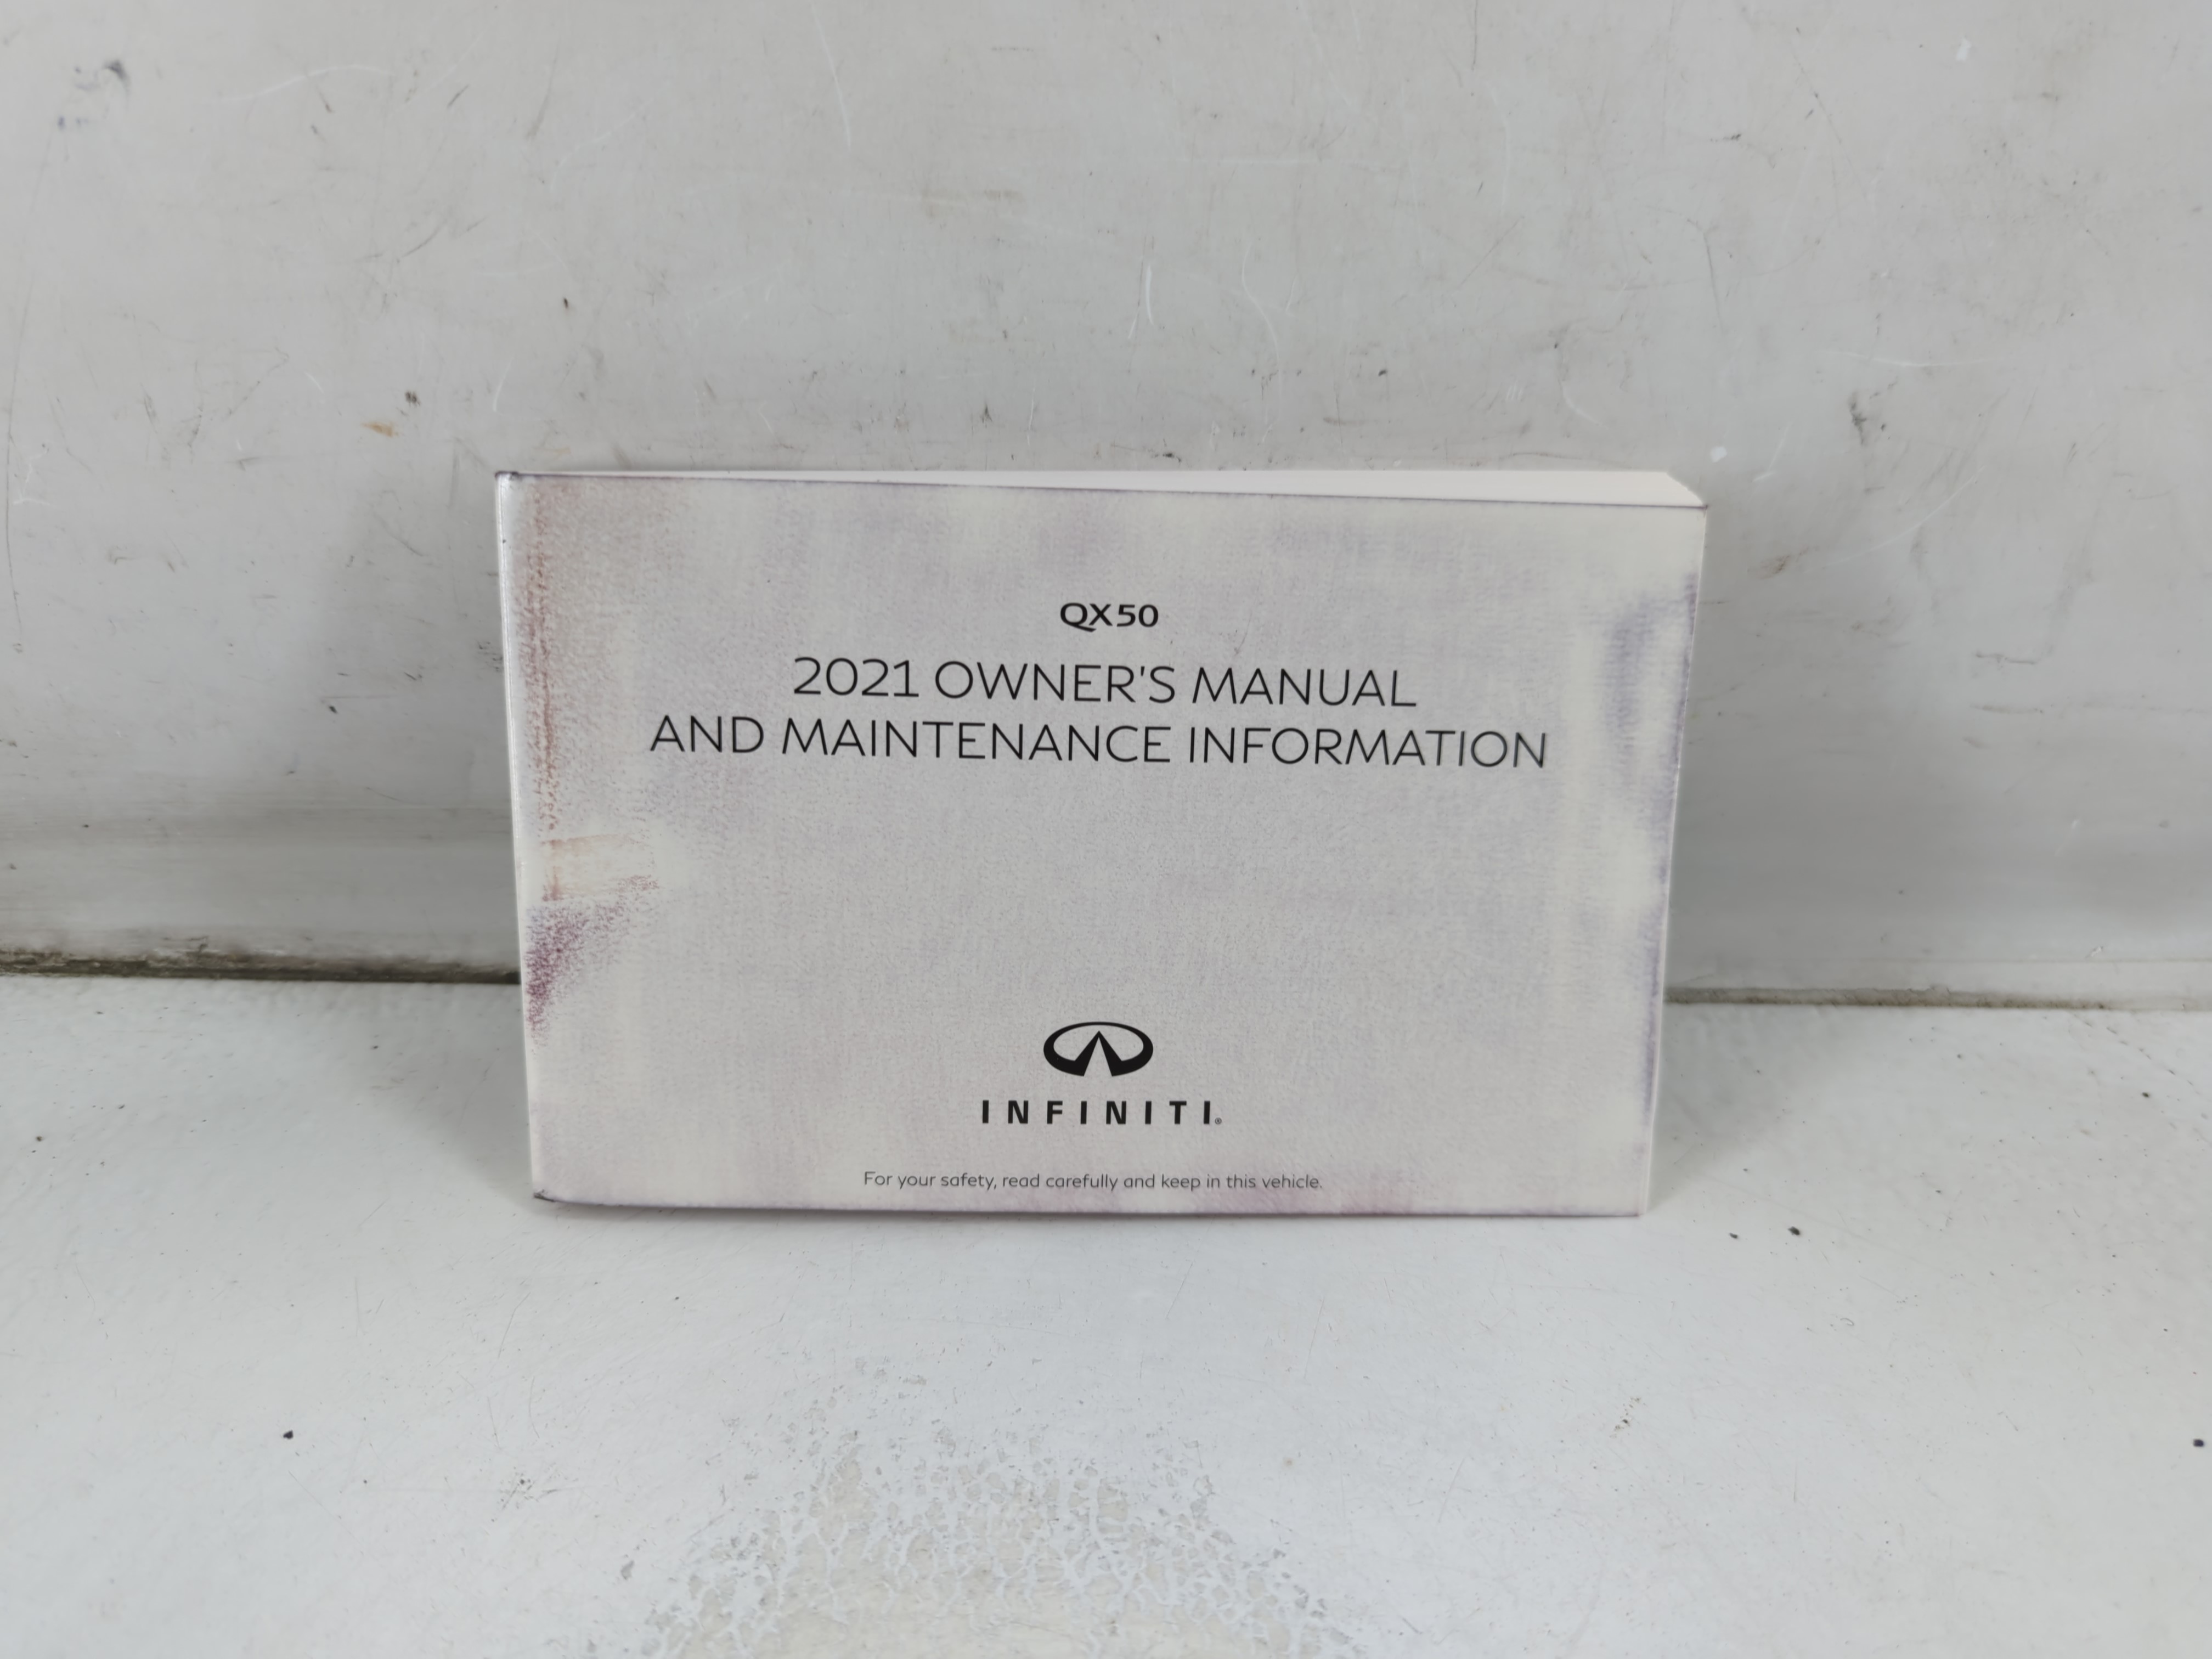 QX50
2021 OWNER'S MANUAL
AND MAINTENANCE INFORMATION
INFINITI®
For your safety, read carefully and keep in this vehicle.